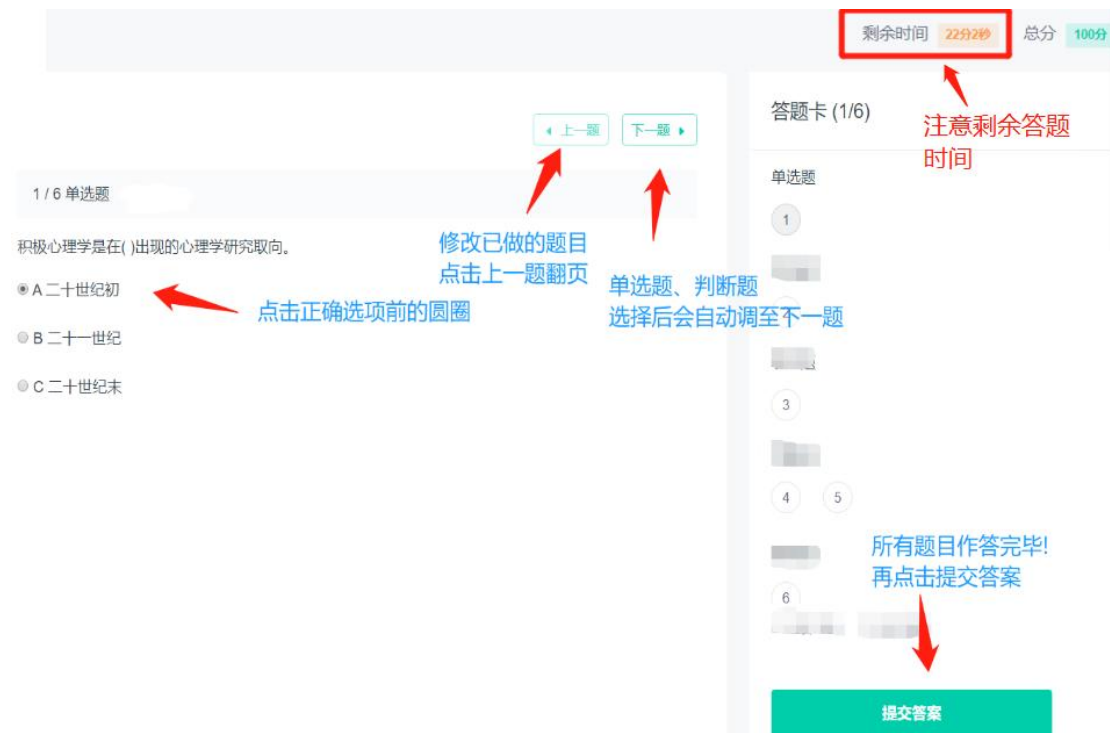 剩余时间 22分2秒 总分 100分
答题卡 (1/6)
注意剩余答题
时间
上一题 下一题
单选题
1 / 6 单选题
1
修改已做的题目
点击上一题翻页
积极心理学是在( )出现的心理学研究取向。
A 二十世纪初
点击正确选项前的圆圈
单选题、判断题
选择后会自动调至下一题
B 二十一世纪
C 二十世纪末
3
4 5
所有题目作答完毕!
再点击提交答案
6
提交答案